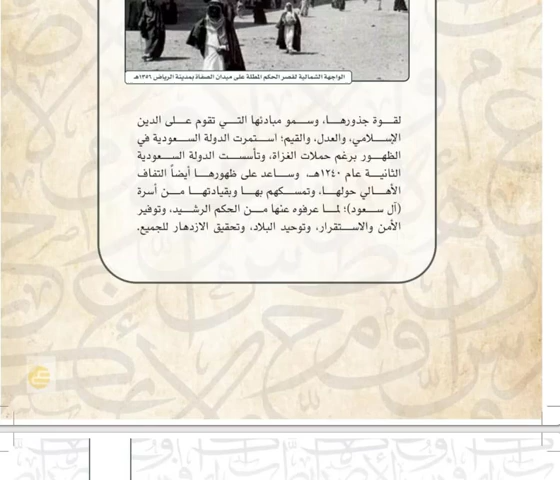 الواجهة الشمالية لقصر الحكم المطلة على ميدان الصفاة بمدينة الرياض ١٣٥٦هـ
لقوة جذورها، وسمو مبادئها التي تقوم على الدين
الإسلامي، والعدل، والقيم؛ استمرت الدولة السعودية في
الظهور برغم حملات الغزاة، وتأسست الدولة السعودية
الثانية عام ١٢٤٠هـ، وساعد على ظهورها أيضاً التفاف
الأهالي حولها، وتمسكهم بها وبقيادتها من أسرة
(آل سعود)؛ لما عرفوه عنها من الحكم الرشيد، وتوفير
الأمن والاستقرار، وتوحيد البلاد، وتحقيق الازدهار للجميع.